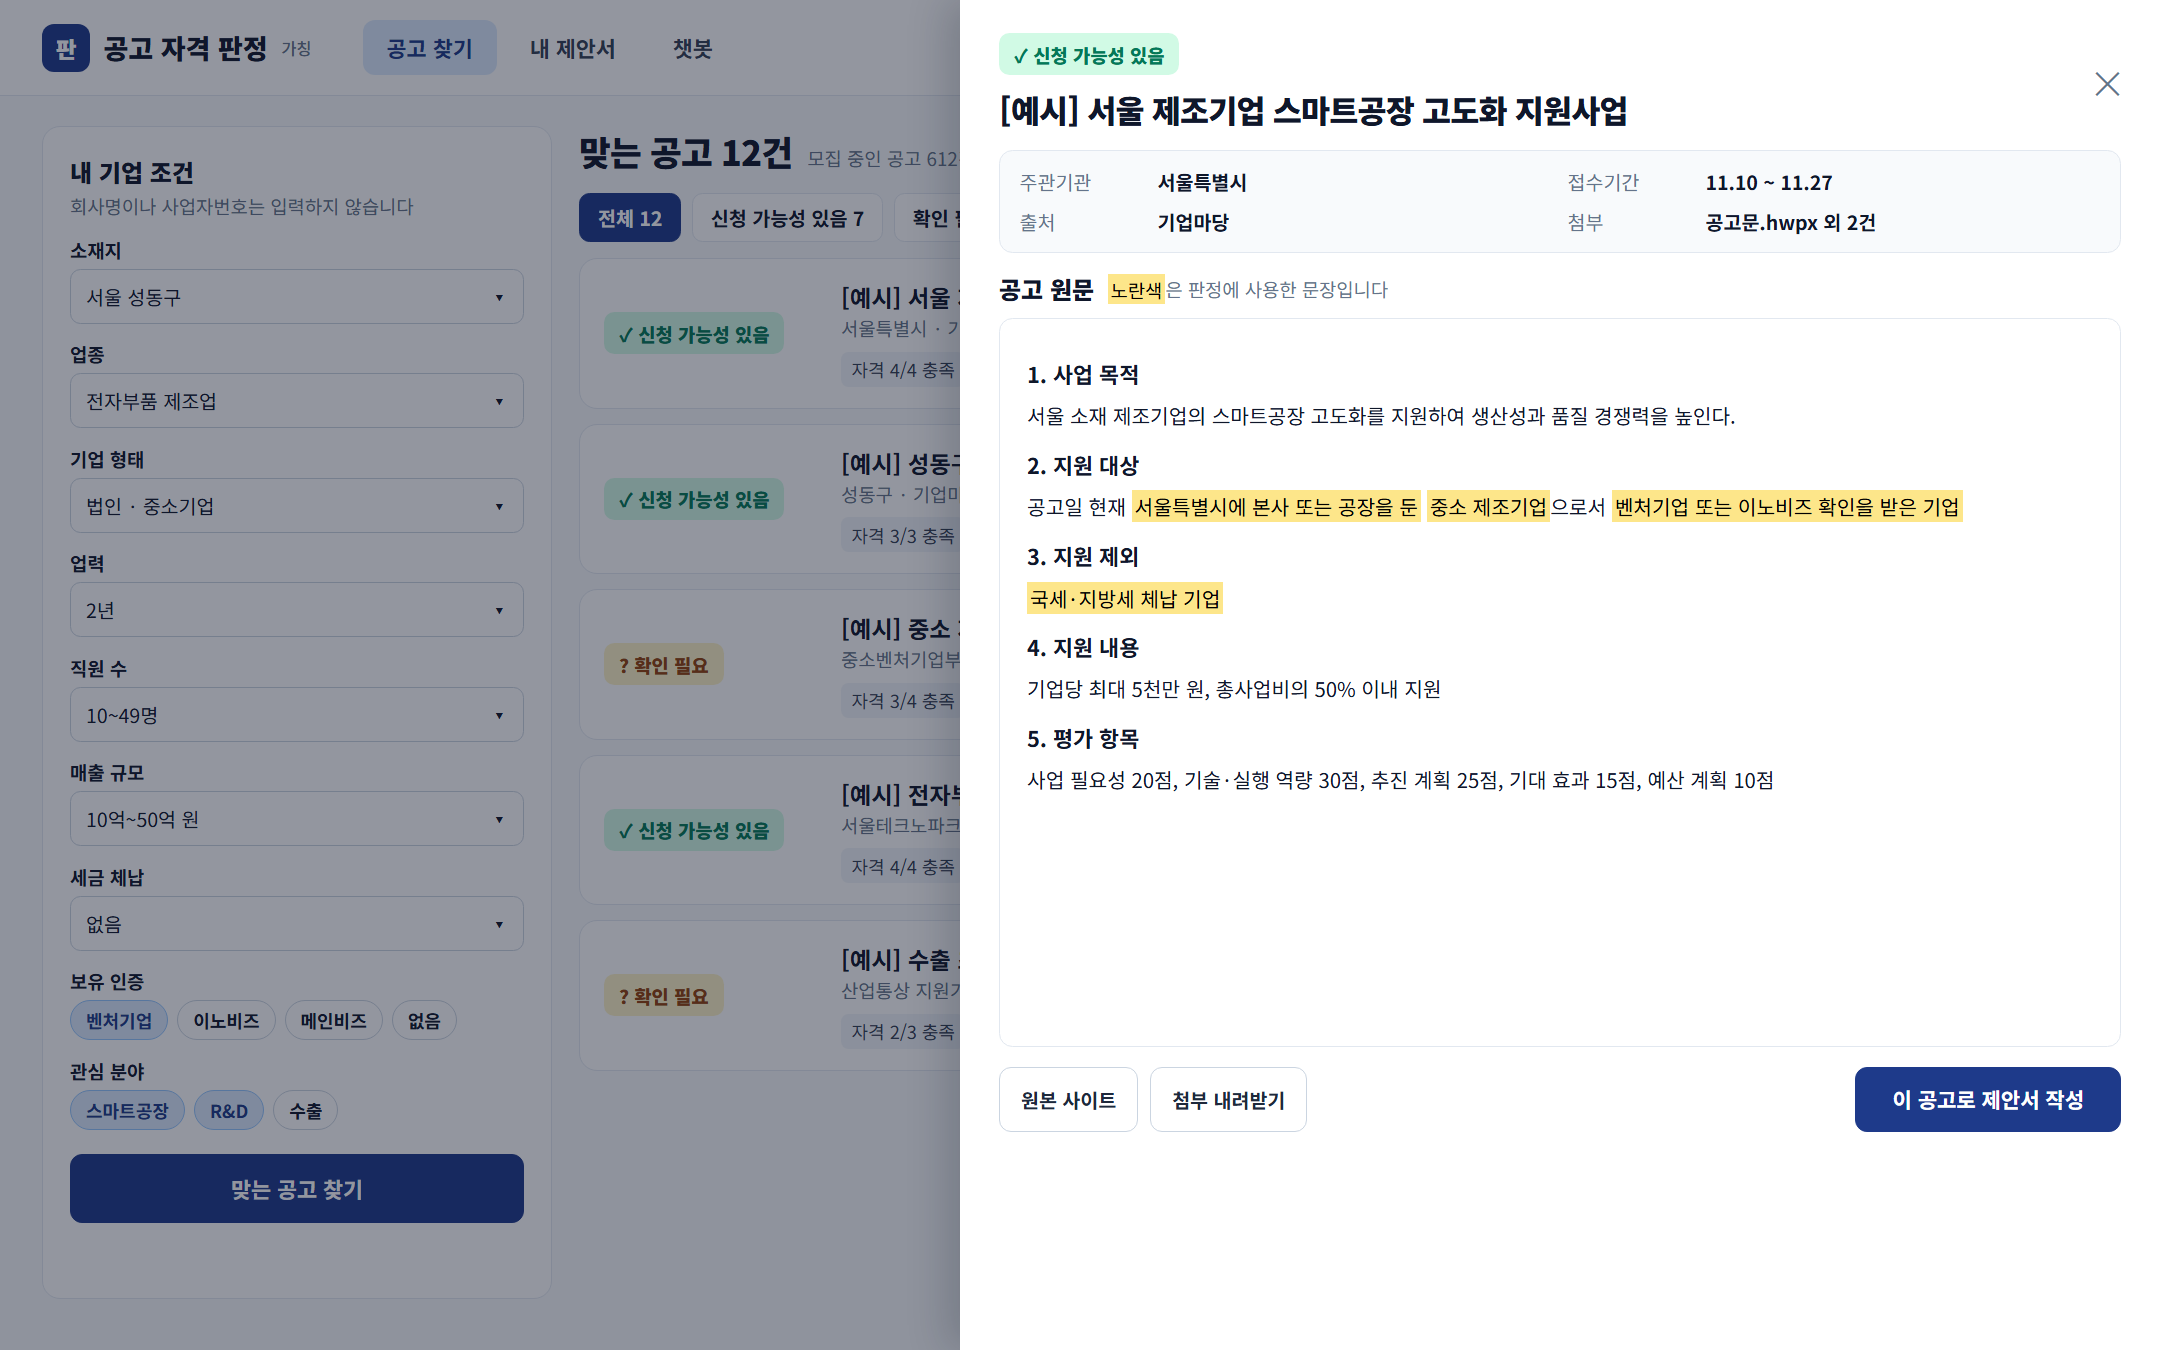 판 공고 자격 판정 가칭 공고 찾기 내 제안서 챗봇
내 기업 조건
회사명이나 사업자번호는 입력하지 않습니다
소재지
서울 성동구
업종
전자부품 제조업
기업 형태
법인 · 중소기업
업력
2년
직원 수
10~49명
매출 규모
10억~50억 원
세금 체납
없음
보유 인증
벤처기업 이노비즈 메인비즈 없음
관심 분야
스마트공장 R&D 수출
맞는 공고 찾기
맞는 공고 12건 모집 중인 공고 612
전체 12 신청 가능성 있음 7 확인
✓ 신청 가능성 있음
[예시] 서울
서울특별시 ·
자격 4/4 충족
✓ 신청 가능성 있음
[예시] 성동구
성동구 · 기업마
자격 3/3 충족
? 확인 필요
[예시] 중소
중소벤처기업부
자격 3/4 충족
✓ 신청 가능성 있음
[예시] 전자부
서울테크노파크
자격 4/4 충족
? 확인 필요
[예시] 수출
산업통상 지원기
자격 2/3 충족
✓ 신청 가능성 있음
[예시] 서울 제조기업 스마트공장 고도화 지원사업
주관기관 서울특별시 접수기간 11.10 ~ 11.27
출처 기업마당 첨부 공고문.hwpx 외 2건
공고 원문 노란색은 판정에 사용한 문장입니다
1. 사업 목적
서울 소재 제조기업의 스마트공장 고도화를 지원하여 생산성과 품질 경쟁력을 높인다.
2. 지원 대상
공고일 현재 서울특별시에 본사 또는 공장을 둔 중소 제조기업으로서 벤처기업 또는 이노비즈 확인을 받은 기업
3. 지원 제외
국세·지방세 체납 기업
4. 지원 내용
기업당 최대 5천만 원, 총사업비의 50% 이내 지원
5. 평가 항목
사업 필요성 20점, 기술·실행 역량 30점, 추진 계획 25점, 기대 효과 15점, 예산 계획 10점
원본 사이트 첨부 내려받기 이 공고로 제안서 작성